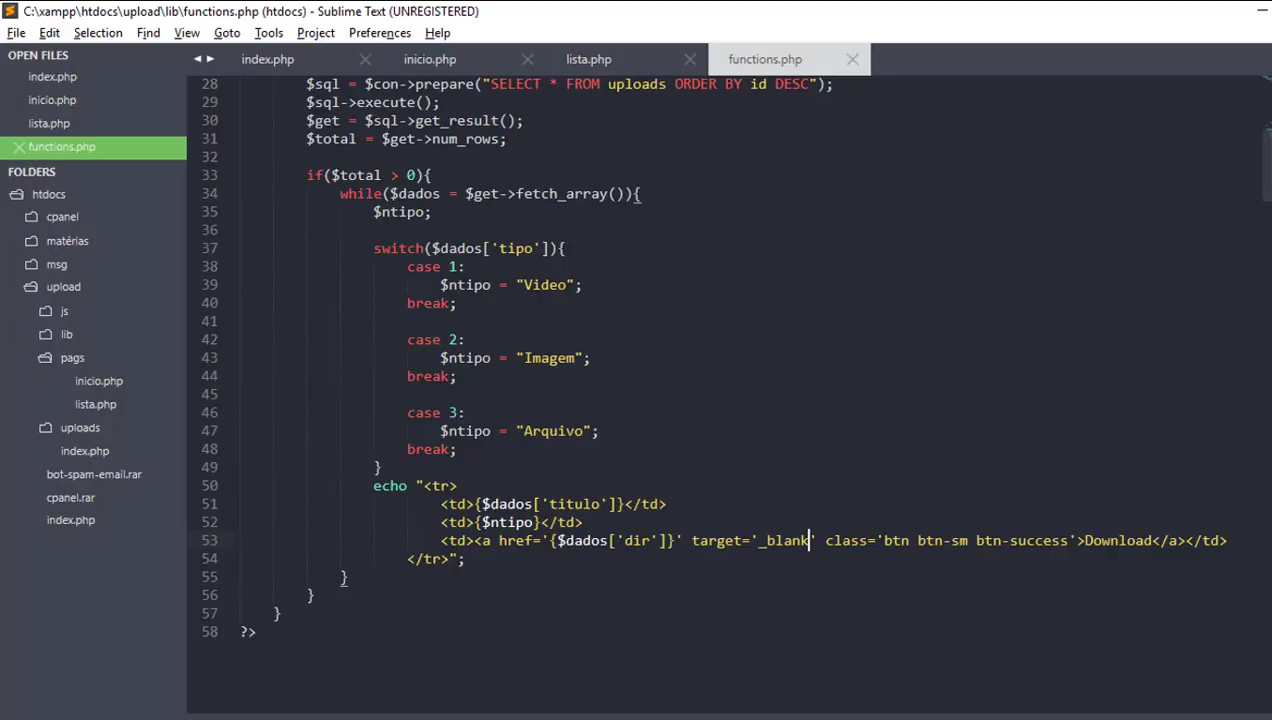 C:\xampp\htdocs\upload\lib\functions.php (htdocs) - Sublime Text (UNREGISTERED)
File Edit Selection Find View Goto Tools Project Preferences Help
OPEN FILES
index.php
inicio.php
lista.php
functions.php
FOLDERS
htdocs
cpanel
matérias
msg
upload
js
lib
pags
inicio.php
lista.php
uploads
index.php
bot-spam-email.rar
cpanel.rar
index.php
index.php inicio.php lista.php functions.php
28 $sql = $con->prepare("SELECT * FROM uploads ORDER BY id DESC");
29 $sql->execute();
30 $get = $sql->get_result();
31 $total = $get->num_rows;
32
33 if($total > 0){
34 while($dados = $get->fetch_array()){
35 $ntipo;
36
37 switch($dados['tipo']){
38 case 1:
39 $ntipo = "Video";
40 break;
41
42 case 2:
43 $ntipo = "Imagem";
44 break;
45
46 case 3:
47 $ntipo = "Arquivo";
48 break;
49 }
50 echo "<tr>
51 <td>{$dados['titulo']}</td>
52 <td>{$ntipo}</td>
53 <td><a href='{$dados['dir']}' target='_blank' class='btn btn-sm btn-success'>Download</a></td>
54 </tr>";
55 }
56 }
57 }
58 ?>